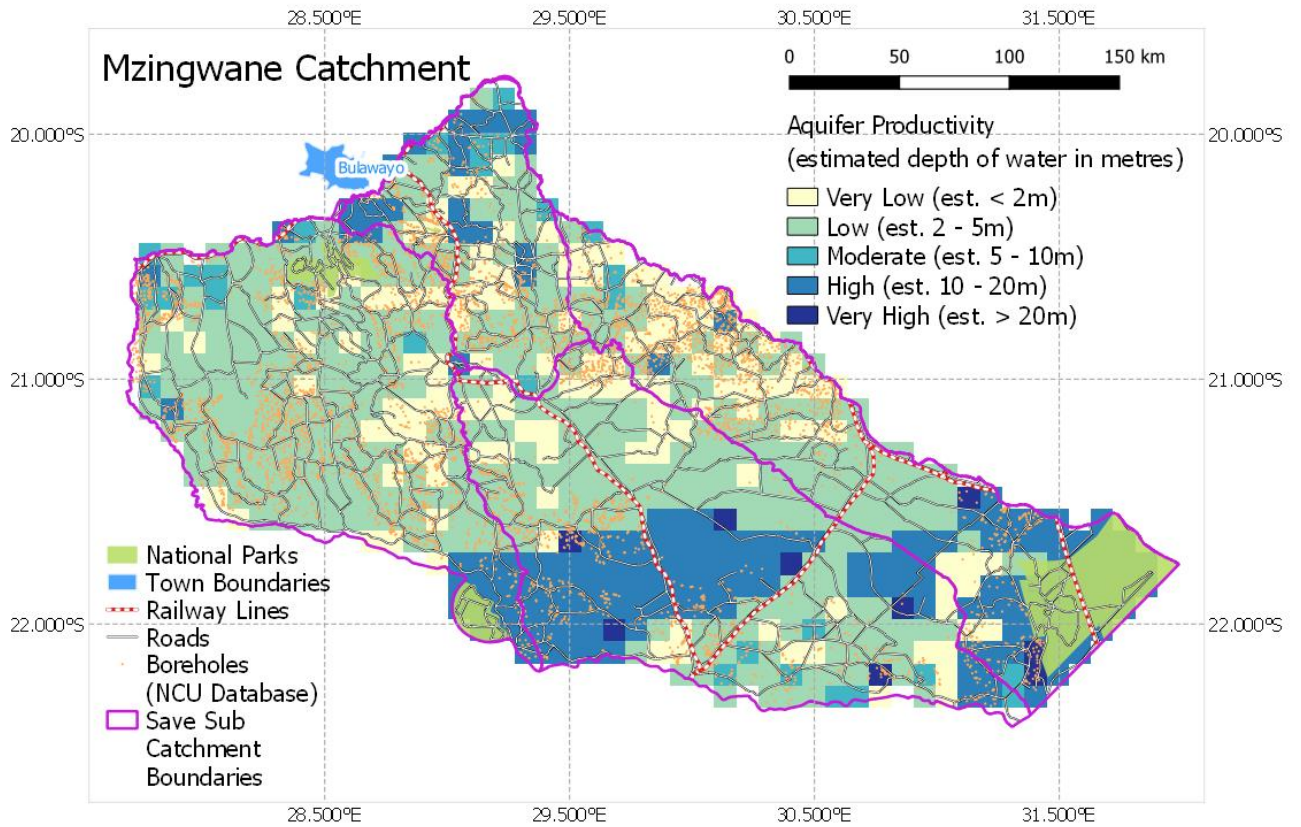 28.500°E 29.500°E 30.500°E 31.500°E
Mzingwane Catchment
0 50 100 150 km
Aquifer Productivity
(estimated depth of water in metres)
Very Low (est. < 2m)
Low (est. 2 - 5m)
Moderate (est. 5 - 10m)
High (est. 10 - 20m)
Very High (est. > 20m)
20.000°S 20.000°S
Bulawayo
21.000°S 21.000°S
22.000°S 22.000°S
National Parks
Town Boundaries
Railway Lines
Roads
Boreholes
(NCU Database)
Save Sub
Catchment
Boundaries
28.500°E 29.500°E 30.500°E 31.500°E